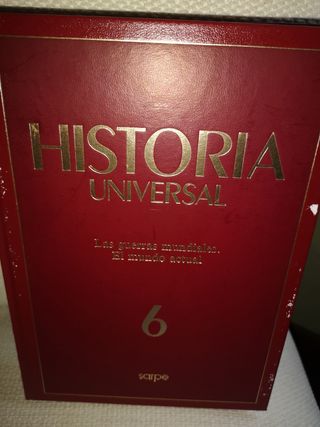 HISTORIA
UNIVERSAL
Las guerras mundiales.
El mundo actual
6
sarpe